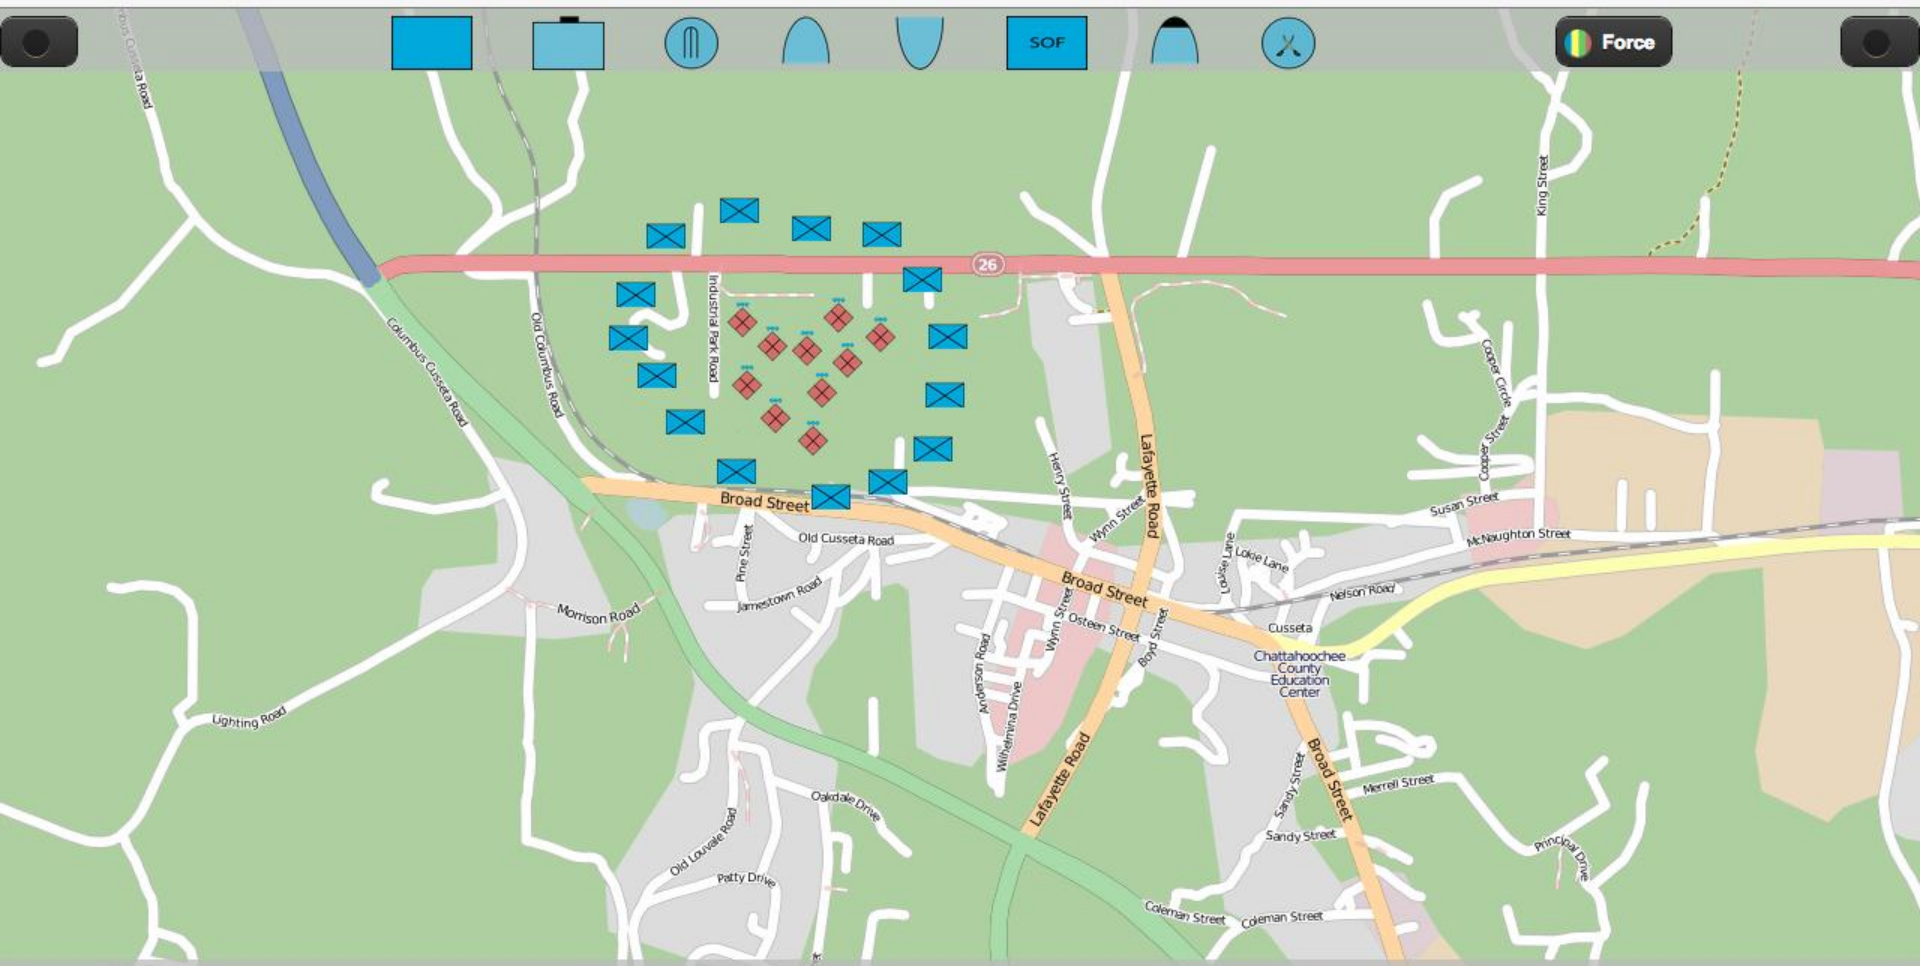 SOF
Force
Columbus Cusseta Road
King Street
26
Industrial Park Road
Old Columbus Road
Columbus Cusseta Road
Cooper Circle
Cooper Street
Lafayette Road
Henry Street
Wynn Street
Susan Street
McNaughton Street
Broad Street
Old Cusseta Road
Pine Street
Jamestown Road
Louise Lane
Lokie Lane
Nelson Road
Broad Street
Morrison Road
Wynn Street
Osteen Street
Boyd Street
Cusseta
Chattahoochee
County
Education
Center
Anderson Road
Wilhelmina Drive
Lighting Road
Lafayette Road
Broad Street
Sandy Street
Merrell Street
Oakdale Drive
Sandy Street
Principal Drive
Old Louvale Road
Patty Drive
Coleman Street
Coleman Street